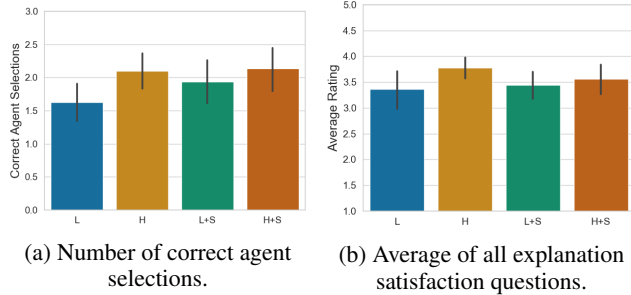 3.0
2.5
2.0
1.5
1.0
0.5
0.0
Correct Agent Selections
L H L+S H+S
(a) Number of correct agent
selections.
5.0
4.5
4.0
3.5
3.0
2.5
2.0
1.5
1.0
Average Rating
L H L+S H+S
(b) Average of all explanation
satisfaction questions.